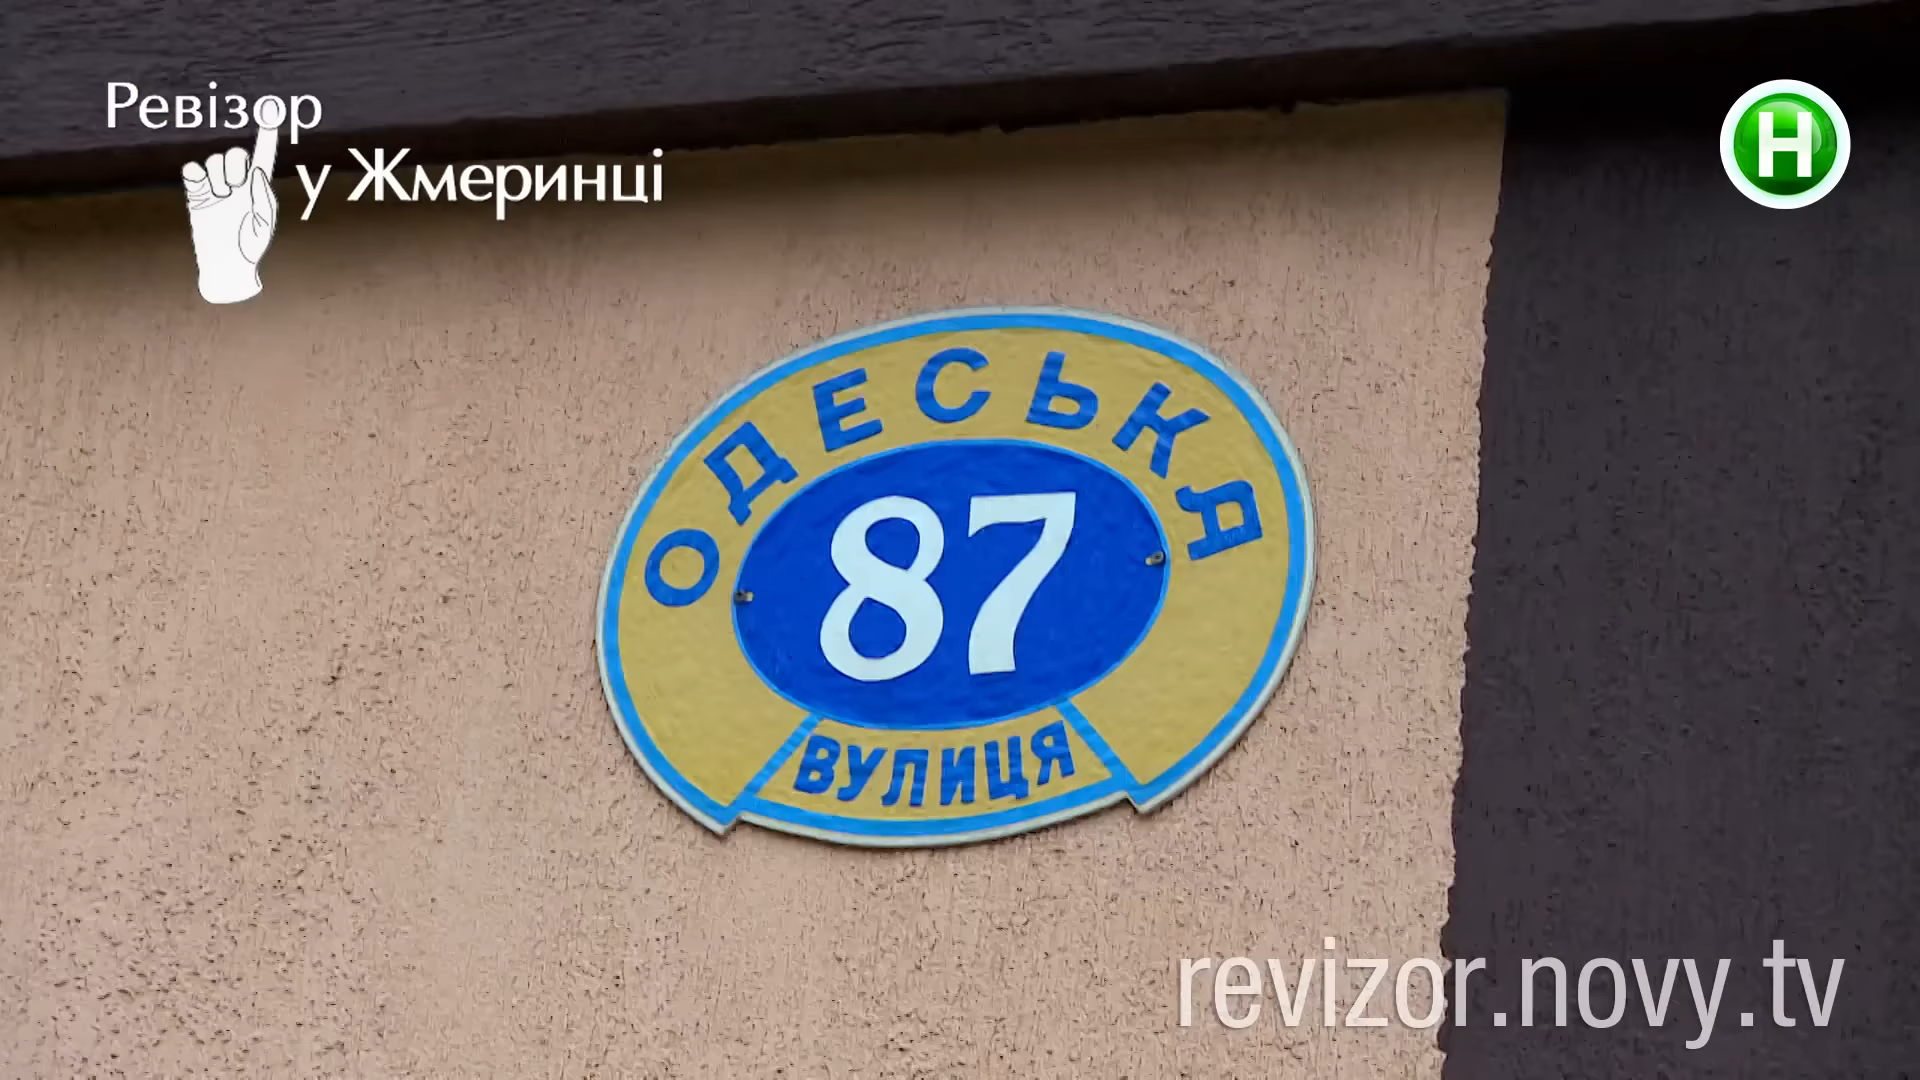 Ревізор
у Жмеринці
Н
ОДЕСЬКА
87
ВУЛИЦЯ
revizor.novy.tv